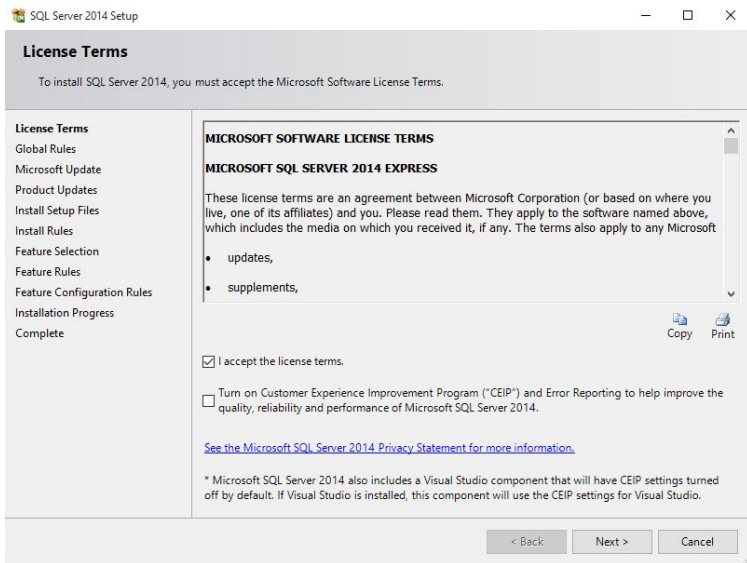 SQL Server 2014 Setup
License Terms
To install SQL Server 2014, you must accept the Microsoft Software License Terms.
License Terms
Global Rules
Microsoft Update
Product Updates
Install Setup Files
Install Rules
Feature Selection
Feature Rules
Feature Configuration Rules
Installation Progress
Complete
MICROSOFT SOFTWARE LICENSE TERMS
MICROSOFT SQL SERVER 2014 EXPRESS
These license terms are an agreement between Microsoft Corporation (or based on where you
live, one of its affiliates) and you. Please read them. They apply to the software named above,
which includes the media on which you received it, if any. The terms also apply to any Microsoft
• updates,
• supplements,
Copy Print
I accept the license terms.
Turn on Customer Experience Improvement Program ("CEIP") and Error Reporting to help improve the
quality, reliability and performance of Microsoft SQL Server 2014.
See the Microsoft SQL Server 2014 Privacy Statement for more information.
* Microsoft SQL Server 2014 also includes a Visual Studio component that will have CEIP settings turned
off by default. If Visual Studio is installed, this component will use the CEIP settings for Visual Studio.
< Back Next > Cancel